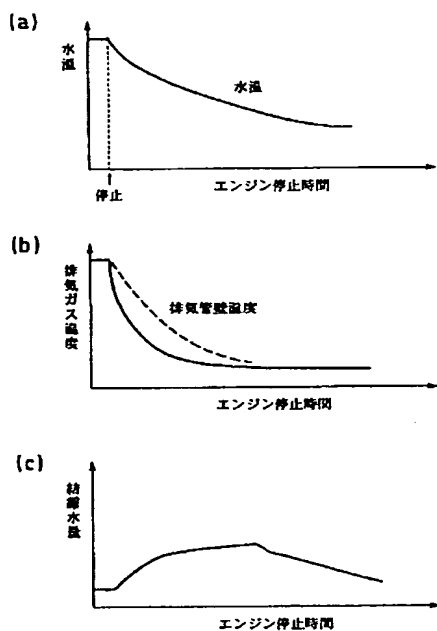 (a)
水温
水温
停止
エンジン停止時間
(b)
排気ガス温度
排気管壁温度
エンジン停止時間
(c)
結露水量
エンジン停止時間